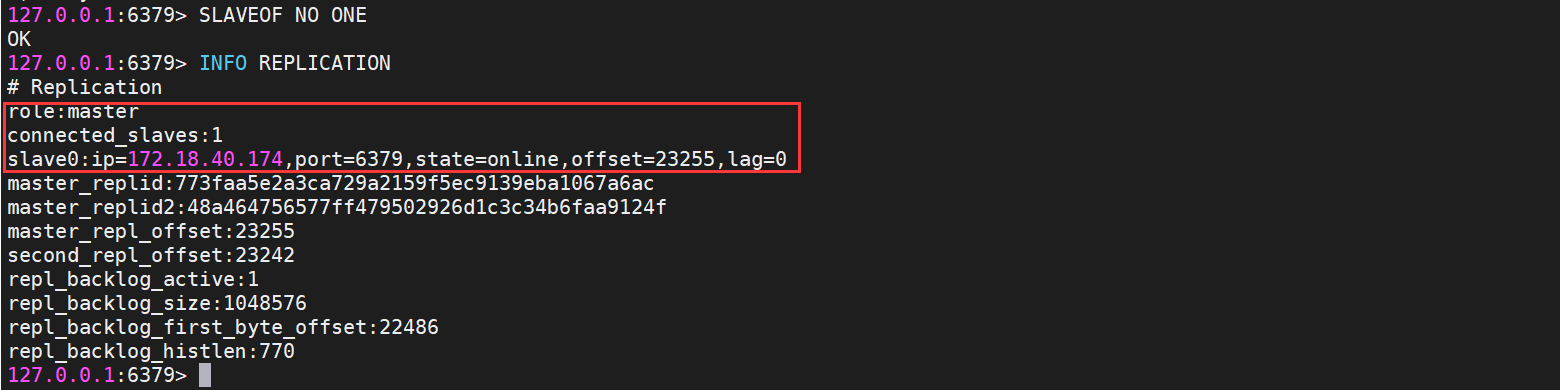 127.0.0.1:6379> SLAVEOF NO ONE
OK
127.0.0.1:6379> INFO REPLICATION
# Replication
role:master
connected_slaves:1
slave0:ip=172.18.40.174,port=6379,state=online,offset=23255,lag=0
master_replid:773faa5e2a3ca729a2159f5ec9139eba1067a6ac
master_replid2:48a464756577ff479502926d1c3c34b6faa9124f
master_repl_offset:23255
second_repl_offset:23242
repl_backlog_active:1
repl_backlog_size:1048576
repl_backlog_first_byte_offset:22486
repl_backlog_histlen:770
127.0.0.1:6379>